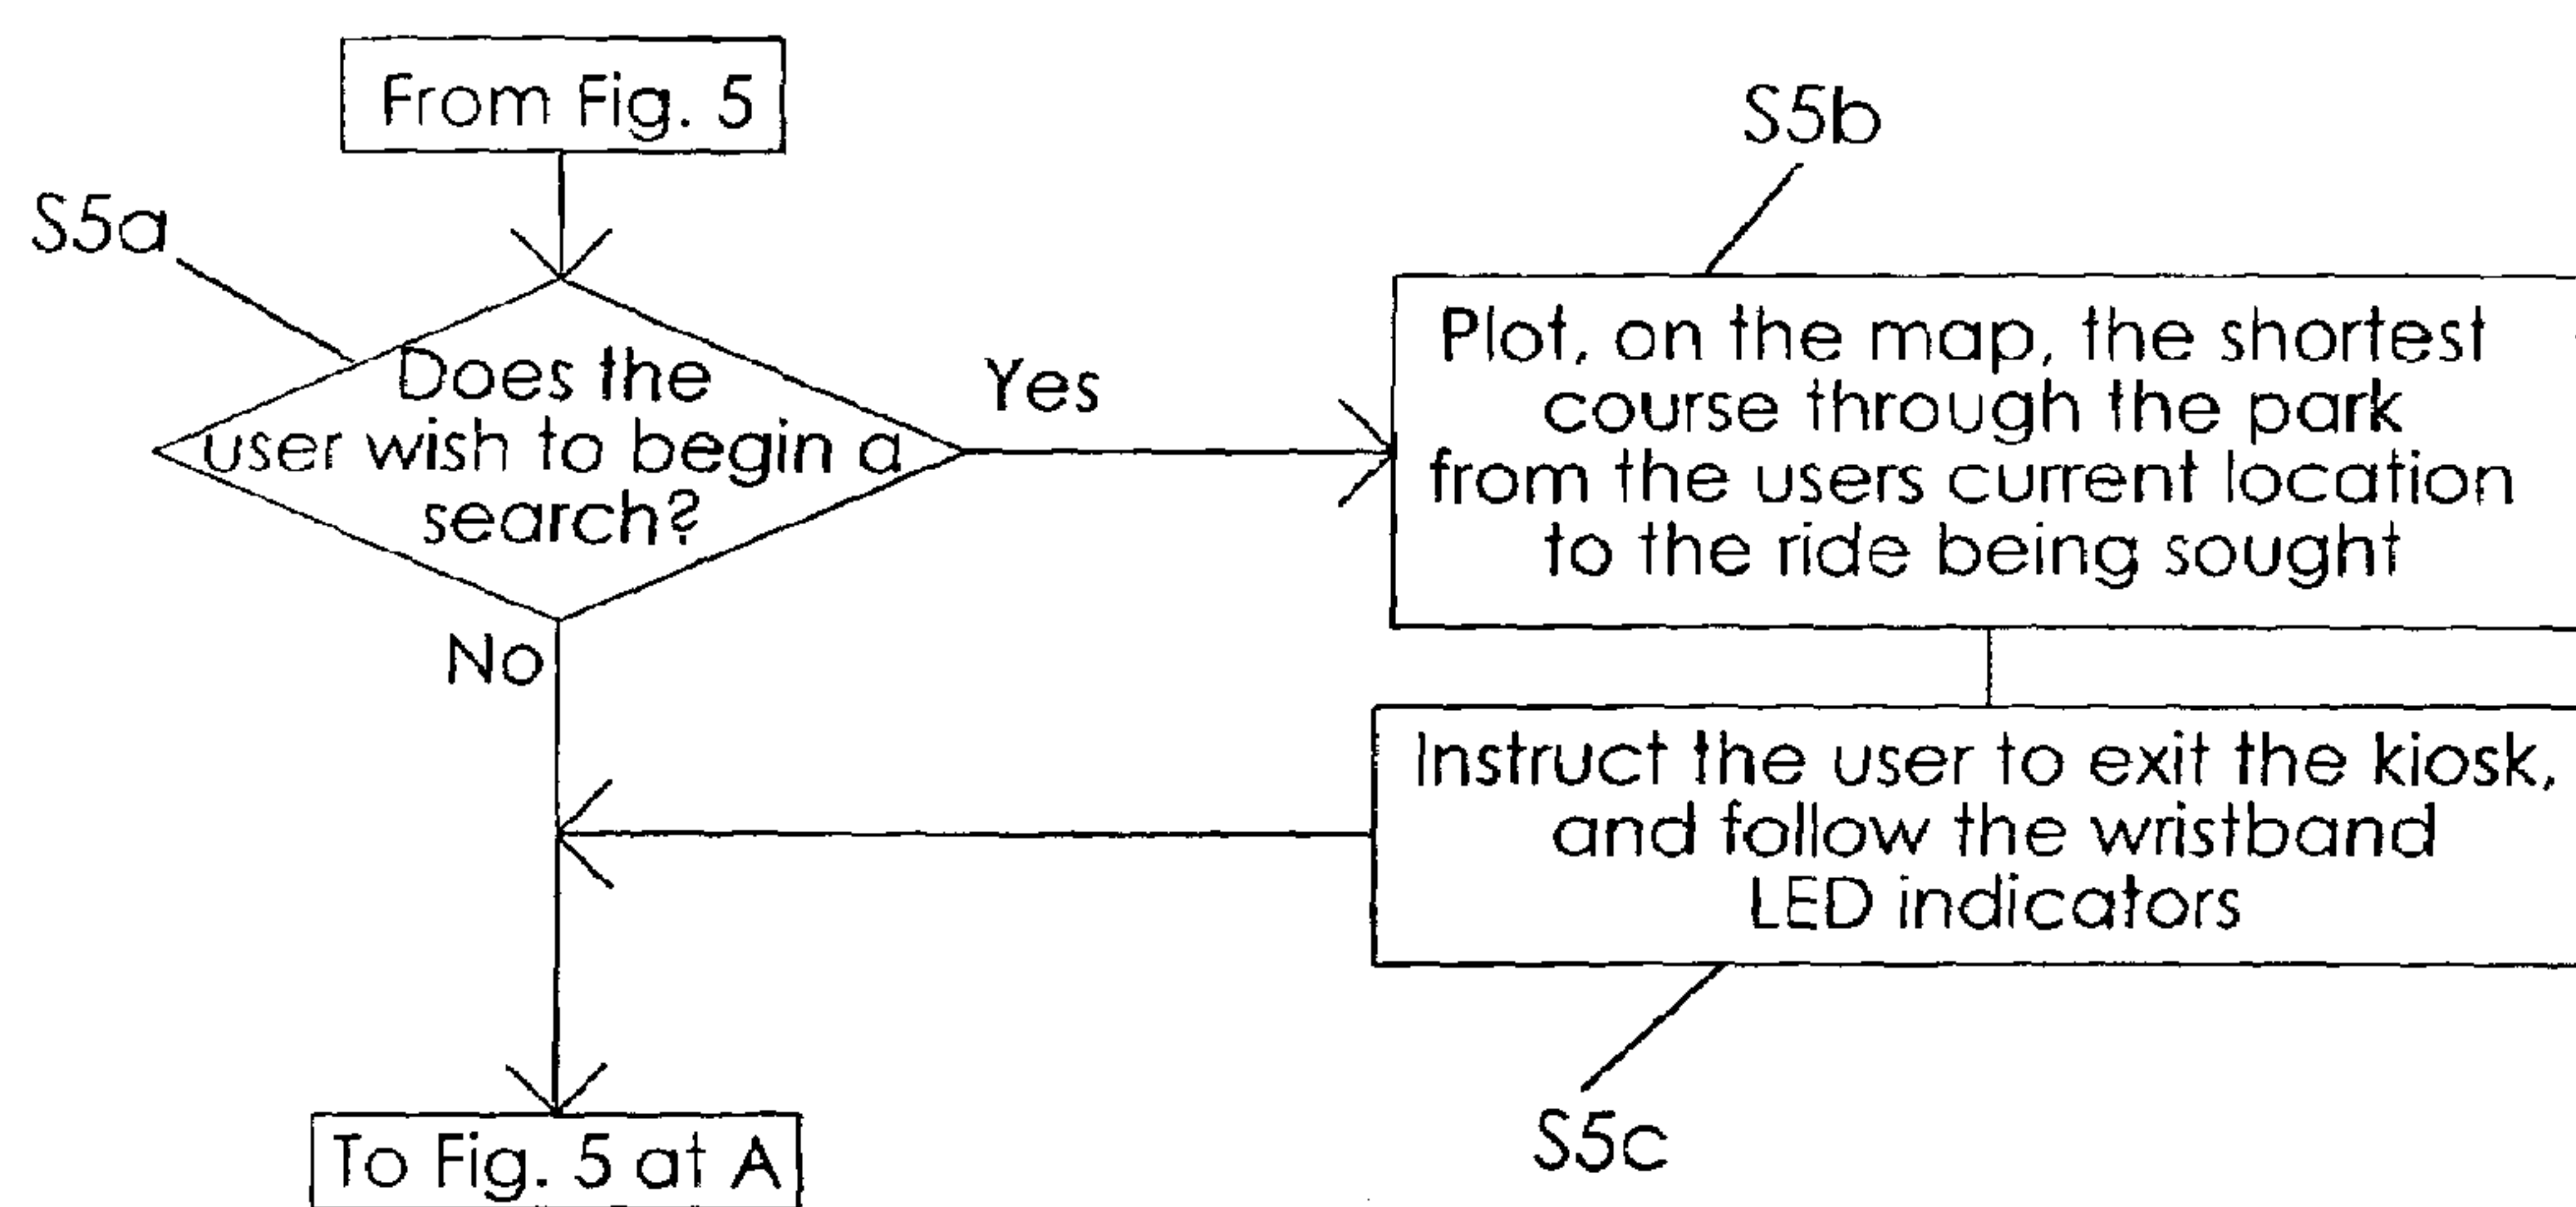 From Fig. 5
S5a
Does the
user wish to begin a
search?
Yes
No
S5b
Plot, on the map, the shortest
course through the park
from the users current location
to the ride being sought
Instruct the user to exit the kiosk,
and follow the wristband
LED indicators
S5c
To Fig. 5 at A